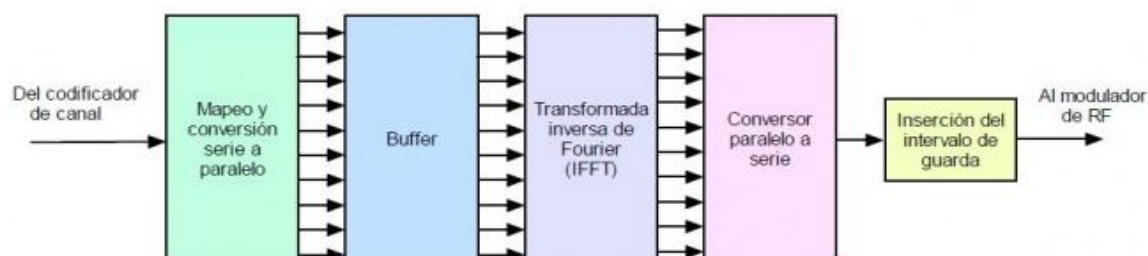 Del codificador
de canal
Mapeo y
conversión
serie a
paralelo
Buffer
Transformada
inversa de
Fourier
(IFFT)
Conversor
paralelo a
serie
Inserción del
intervalo de
guarda
Al modulador
de RF